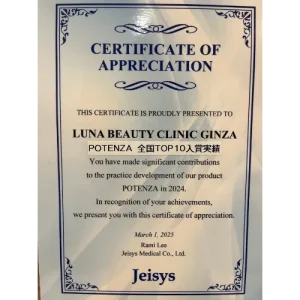 CERTIFICATE OF
APPRECIATION
THIS CERTIFICATE IS PROUDLY PRESENTED TO
LUNA BEAUTY CLINIC GINZA
POTENZA 全国TOP10入賞実績
You have made significant contributions
to the practice development of our product
POTENZA in 2024.
In recognition of your achievements,
we present you with this certificate of appreciation.
March 1, 2025
Rami Lee
Jeisys Medical Co., Ltd.
Jeisys